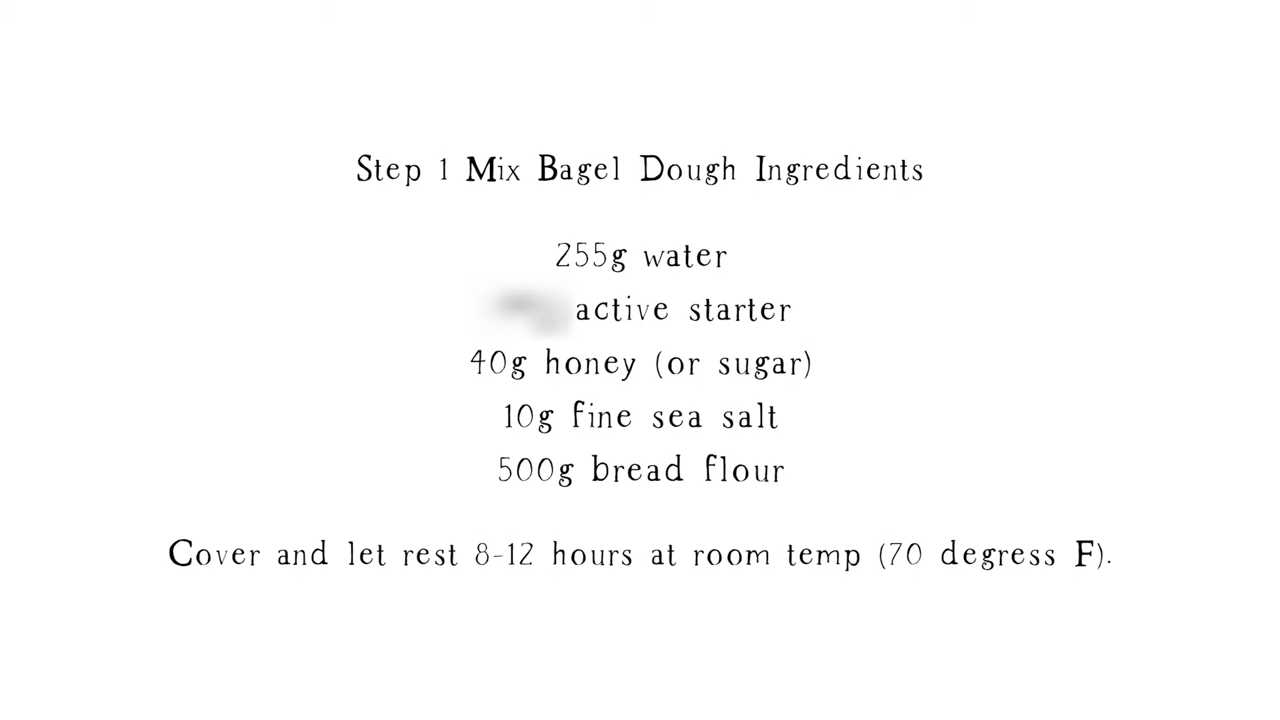 Step 1 Mix Bagel Dough Ingredients
255g water
active starter
40g honey (or sugar)
10g fine sea salt
500g bread flour
Cover and let rest 8-12 hours at room temp (70 degress F).